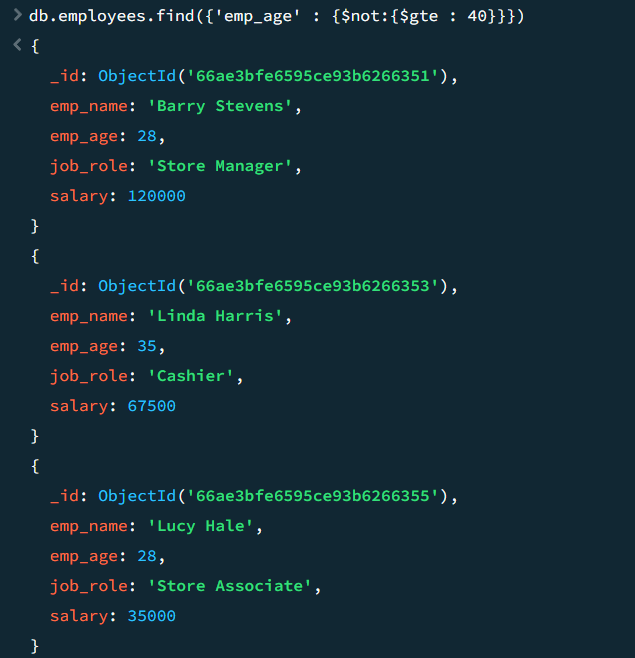 > db.employees.find({'emp_age' : {$not:{$gte : 40}}})
< {
_id: ObjectId('66ae3bfe6595ce93b6266351'),
emp_name: 'Barry Stevens',
emp_age: 28,
job_role: 'Store Manager',
salary: 120000
}
{
_id: ObjectId('66ae3bfe6595ce93b6266353'),
emp_name: 'Linda Harris',
emp_age: 35,
job_role: 'Cashier',
salary: 67500
}
{
_id: ObjectId('66ae3bfe6595ce93b6266355'),
emp_name: 'Lucy Hale',
emp_age: 28,
job_role: 'Store Associate',
salary: 35000
}